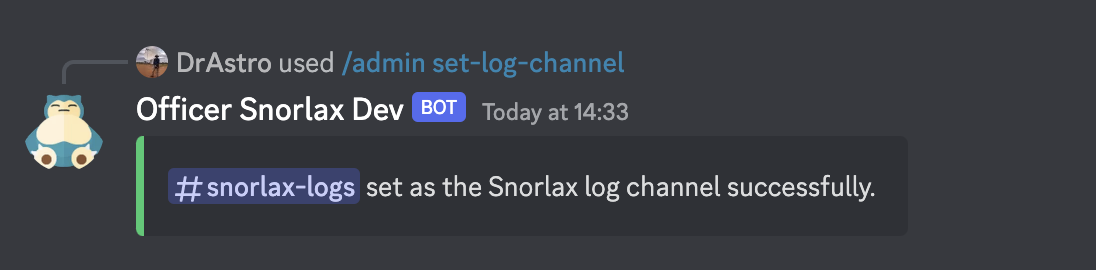 DrAstro used /admin set-log-channel
Officer Snorlax Dev BOT Today at 14:33
#snorlax-logs set as the Snorlax log channel successfully.